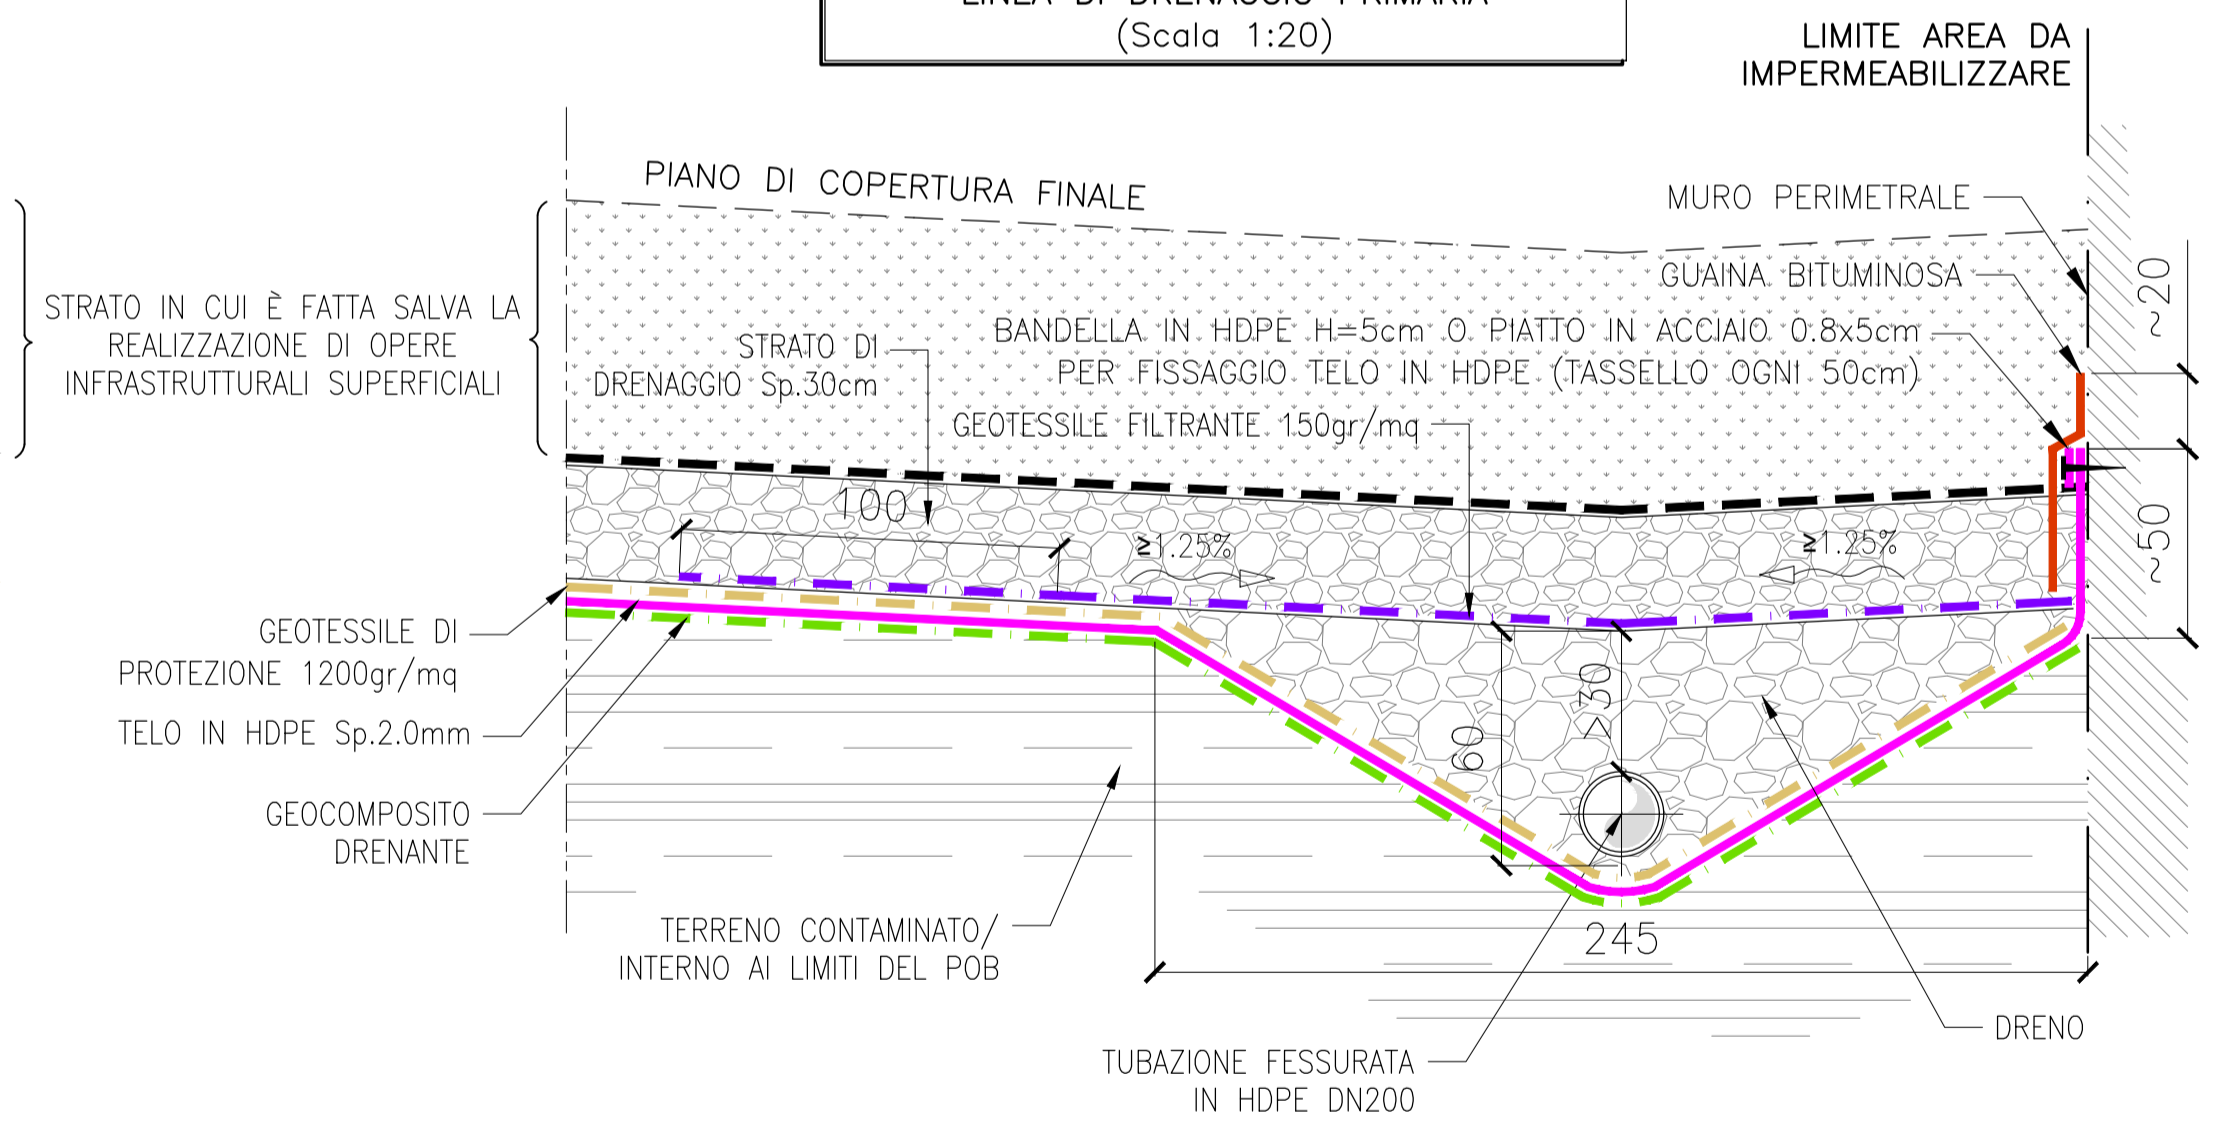 LINEA DI DRENAGGIO PRIMARIA
(Scala 1:20)
LIMITE AREA DA
IMPERMEABILIZZARE
PIANO DI COPERTURA FINALE
MURO PERIMETRALE
GUAINA BITUMINOSA
~20
STRATO IN CUI È FATTA SALVA LA
REALIZZAZIONE DI OPERE
INFRASTRUTTURALI SUPERFICIALI
STRATO DI
DRENAGGIO Sp.30cm
BANDELLA IN HDPE H=5cm O PIATTO IN ACCIAIO 0.8x5cm
PER FISSAGGIO TELO IN HDPE (TASSELLO OGNI 50cm)
GEOTESSILE FILTRANTE 150gr/mq
100
≥1.25%
≥1.25%
~50
GEOTESSILE DI
PROTEZIONE 1200gr/mq
TELO IN HDPE Sp.2.0mm
GEOCOMPOSITO
DRENANTE
>30
60
TERRENO CONTAMINATO/
INTERNO AI LIMITI DEL POB
245
DRENO
TUBAZIONE FESSURATA
IN HDPE DN200